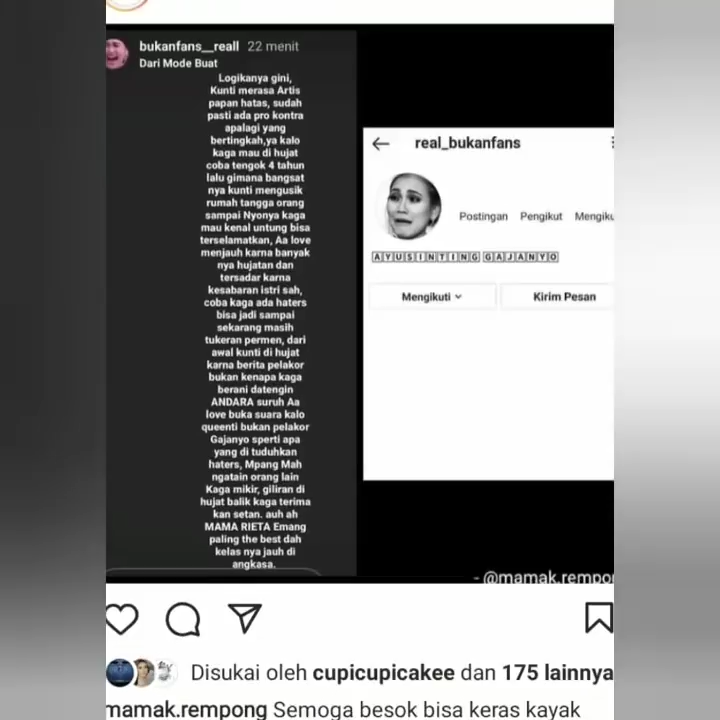 bukanfans__reall 22 menit
Dari Mode Buat
Logikanya gini,
Kunti merasa Artis
papan hatas, sudah
pasti ada pro kontra
apalagi yang
bertingkah,ya kalo
kaga mau di hujat
coba tengok 4 tahun
lalu gimana bangsat
nya kunti mengusik
rumah tangga orang
sampai Nyonya kaga
mau kenal untung bisa
terselamatkan, Aa love
menjauh karna banyak
nya hujatan dan
tersadar karna
kesabaran istri sah,
coba kaga ada haters
bisa jadi sampai
sekarang masih
tukeran permen, dari
awal kunti di hujat
karna berita pelakor
bukan kenapa kaga
berani datengin
ANDARA suruh Aa
love buka suara kalo
queenti bukan pelakor
Gajanyo sperti apa
yang di tuduhkan
haters, Mpang Mah
ngatain orang lain
Kaga mikir, giliran di
hujat balik kaga terima
kan setan. auh ah
MAMA RIETA Emang
paling the best dah
kelas nya jauh di
angkasa.
real_bukanfans
Postingan Pengikut Mengiku
AYUSINTING GAJANYO
Mengikuti
Kirim Pesan
- @mamak.rempo
Disukai oleh cupicupicakee dan 175 lainnya
mamak.rempong Semoga besok bisa keras kayak